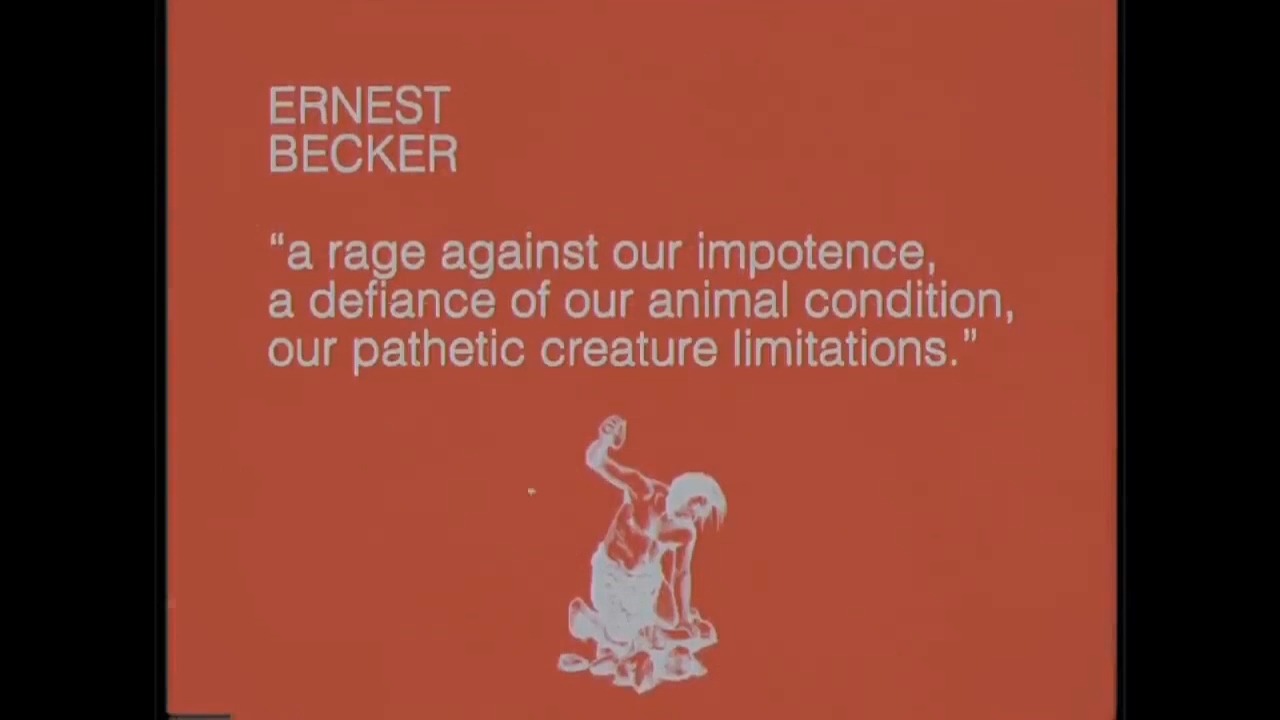 ERNEST
BECKER
“a rage against our impotence,
a defiance of our animal condition,
our pathetic creature limitations.”